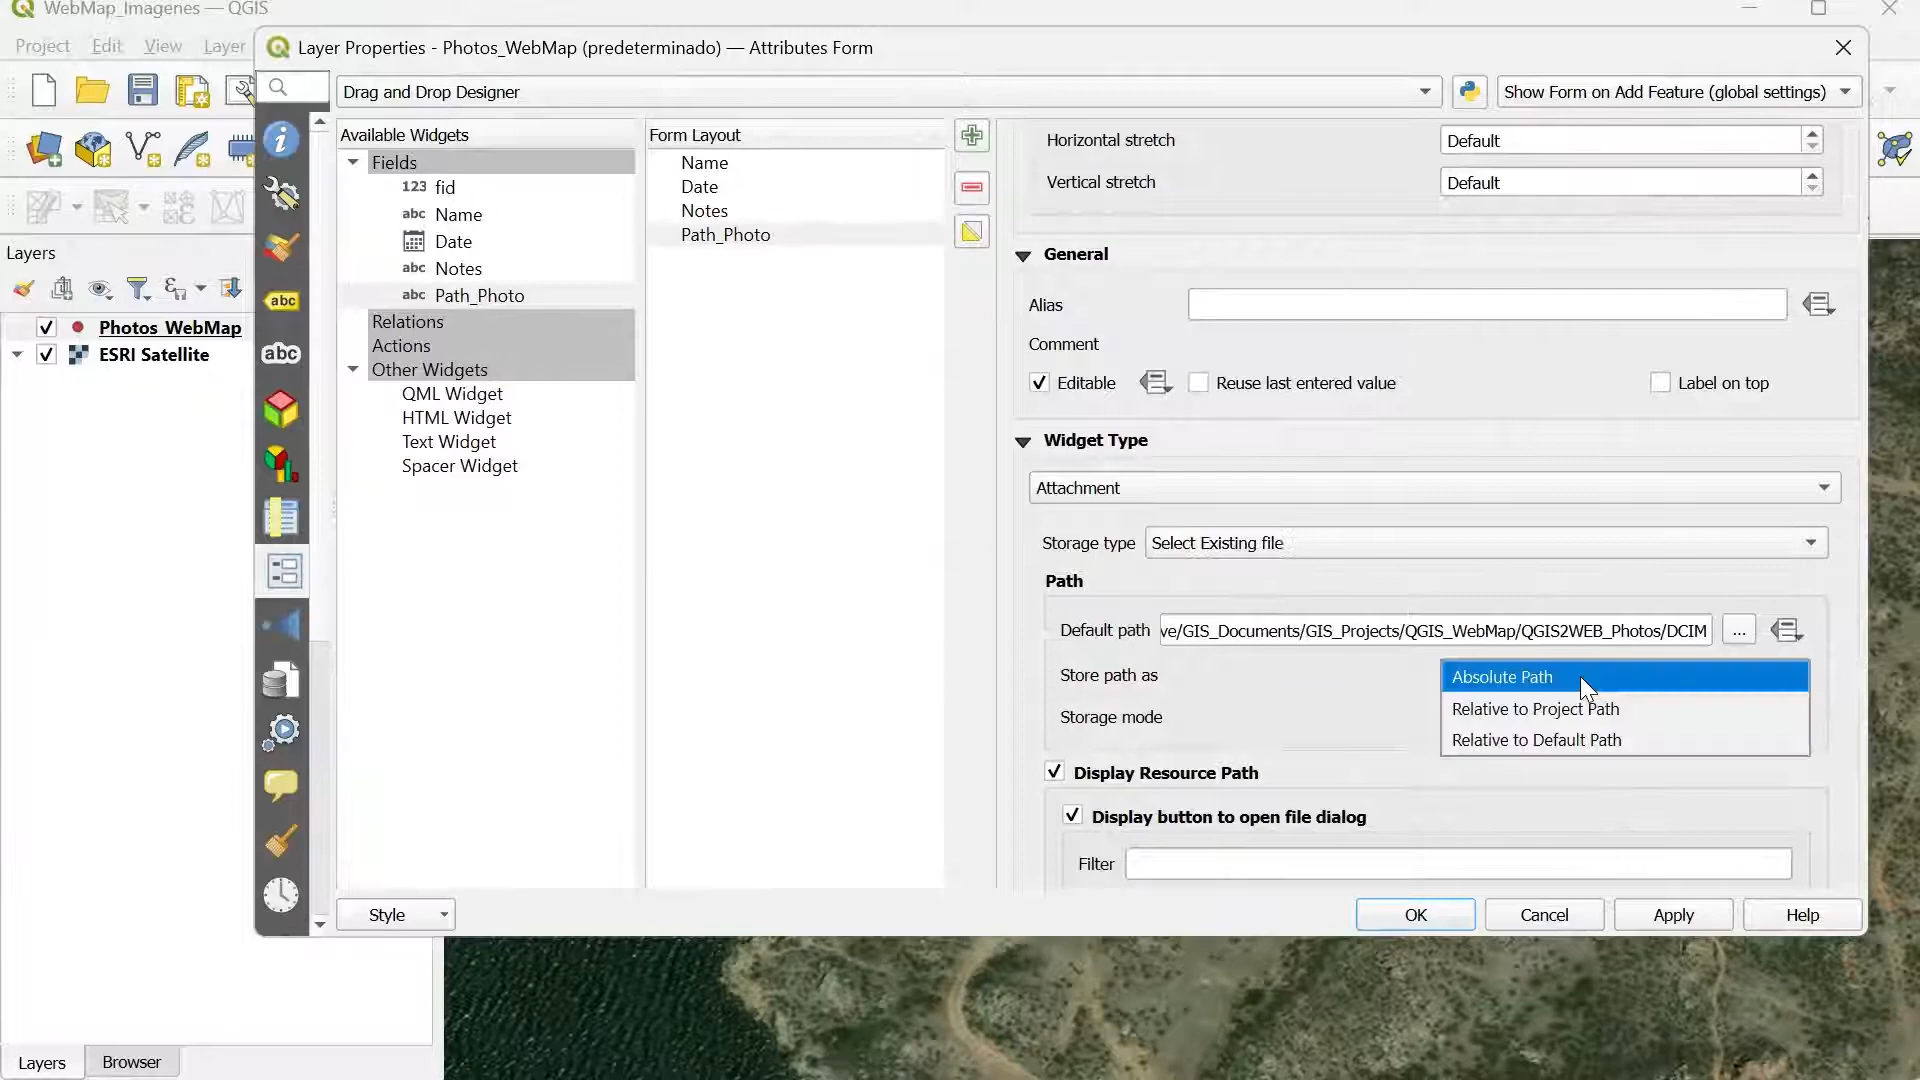 WebMap_Imagenes — QGIS
Project Edit View Layer
Layer Properties - Photos_WebMap (predeterminado) — Attributes Form
Drag and Drop Designer
Show Form on Add Feature (global settings)
Available Widgets
Fields
123 fid
abc Name
Date
abc Notes
abc Path_Photo
Relations
Actions
Other Widgets
QML Widget
HTML Widget
Text Widget
Spacer Widget
Form Layout
Name
Date
Notes
Path_Photo
Horizontal stretch Default
Vertical stretch Default
General
Alias
Comment
Editable Reuse last entered value Label on top
Widget Type
Attachment
Storage type Select Existing file
Path
Default path ve/GIS_Documents/GIS_Projects/QGIS_WebMap/QGIS2WEB_Photos/DCIM ...
Store path as Absolute Path
Relative to Project Path
Storage mode
Relative to Default Path
Display Resource Path
Display button to open file dialog
Filter
Style OK Cancel Apply Help
abc
abc
Layers
Photos_WebMap
ESRI Satellite
Layers Browser